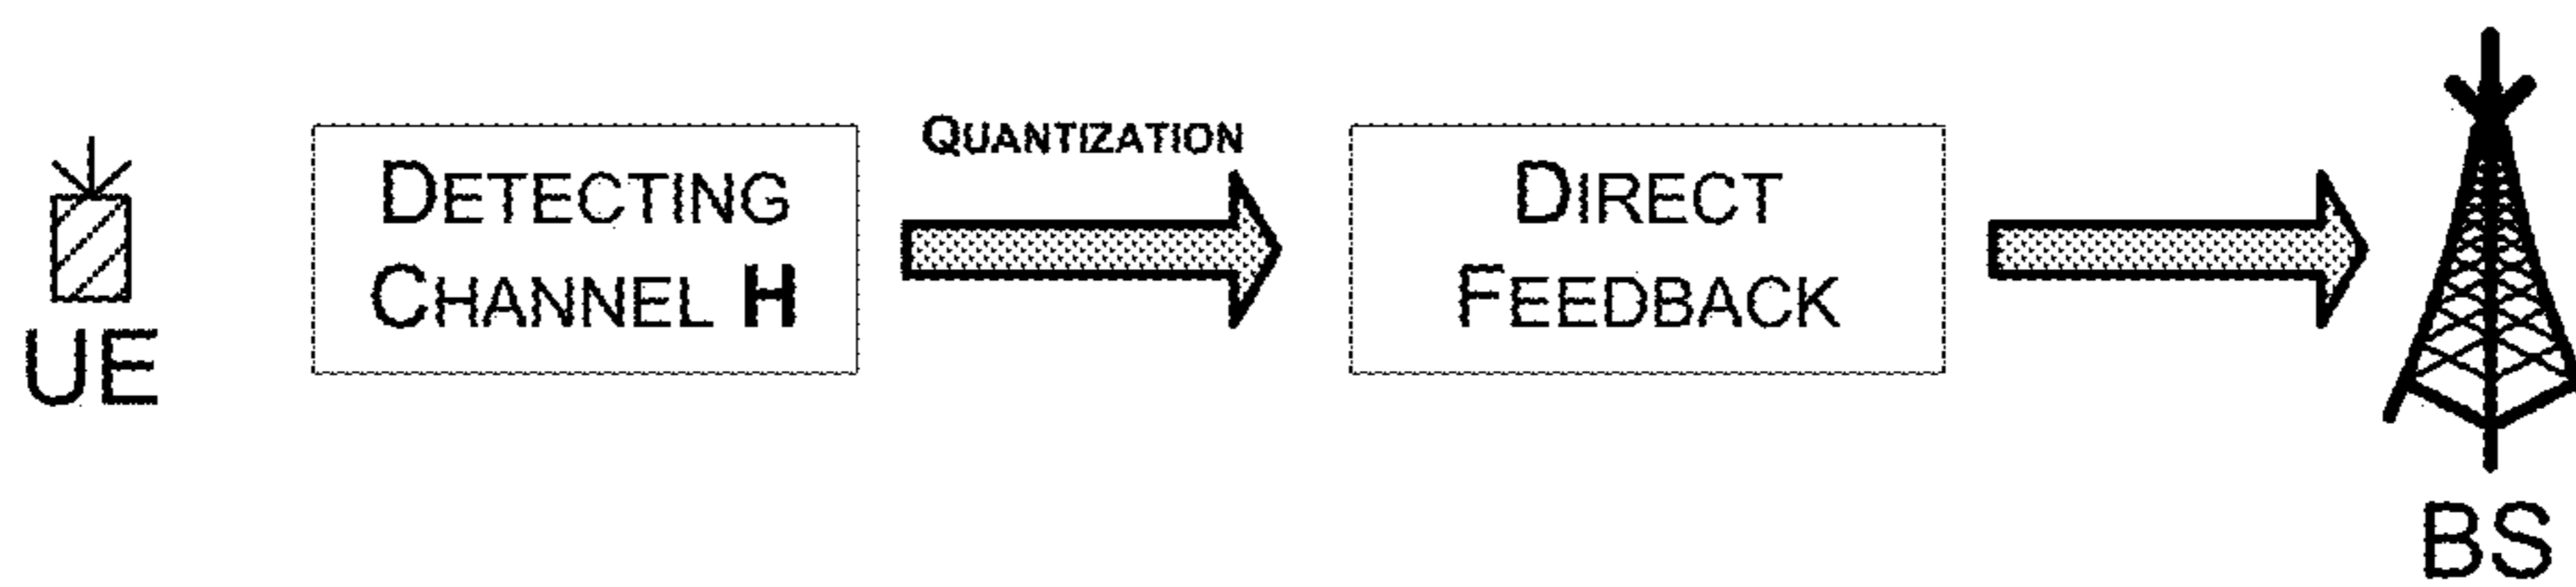 UE
DETECTING
CHANNEL H
QUANTIZATION
DIRECT
FEEDBACK
BS